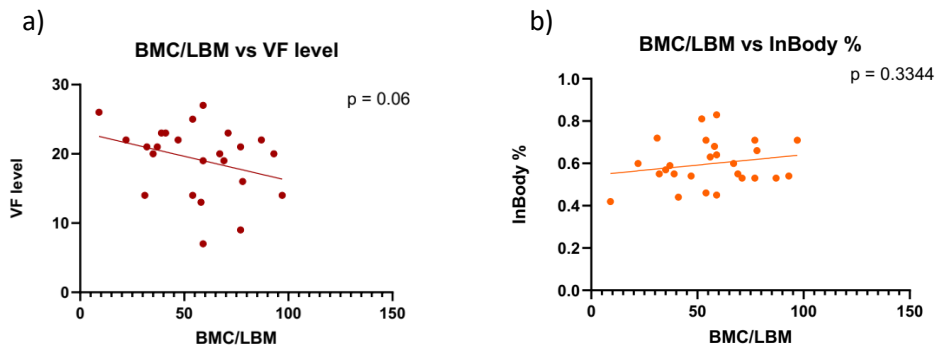 a)
BMC/LBM vs VF level
p = 0.06
30
20
10
0
VF level
0 50 100 150
BMC/LBM
b)
BMC/LBM vs InBody %
p = 0.3344
1.0
0.8
0.6
0.4
0.2
0.0
InBody %
0 50 100 150
BMC/LBM